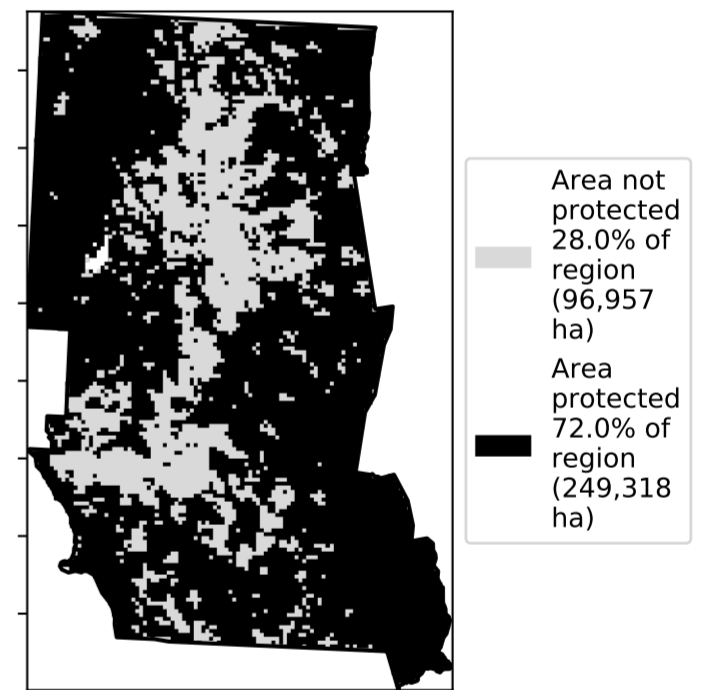 Area not
protected
28.0% of
region
(96,957
ha)
Area
protected
72.0% of
region
(249,318
ha)